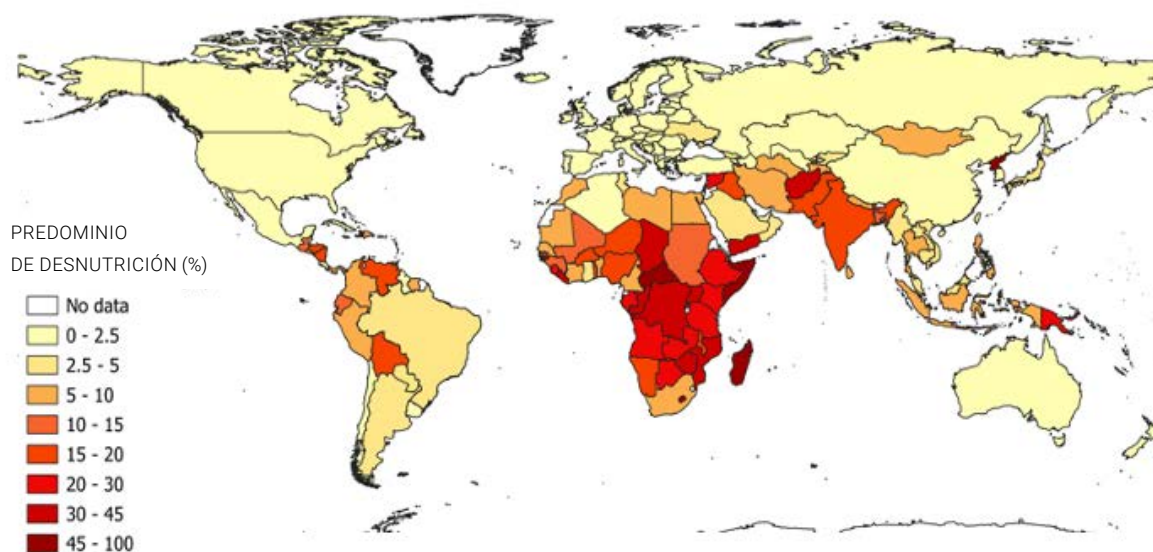 PREDOMINIO
DE DESNUTRICIÓN (%)
No data
0 - 2.5
2.5 - 5
5 - 10
10 - 15
15 - 20
20 - 30
30 - 45
45 - 100